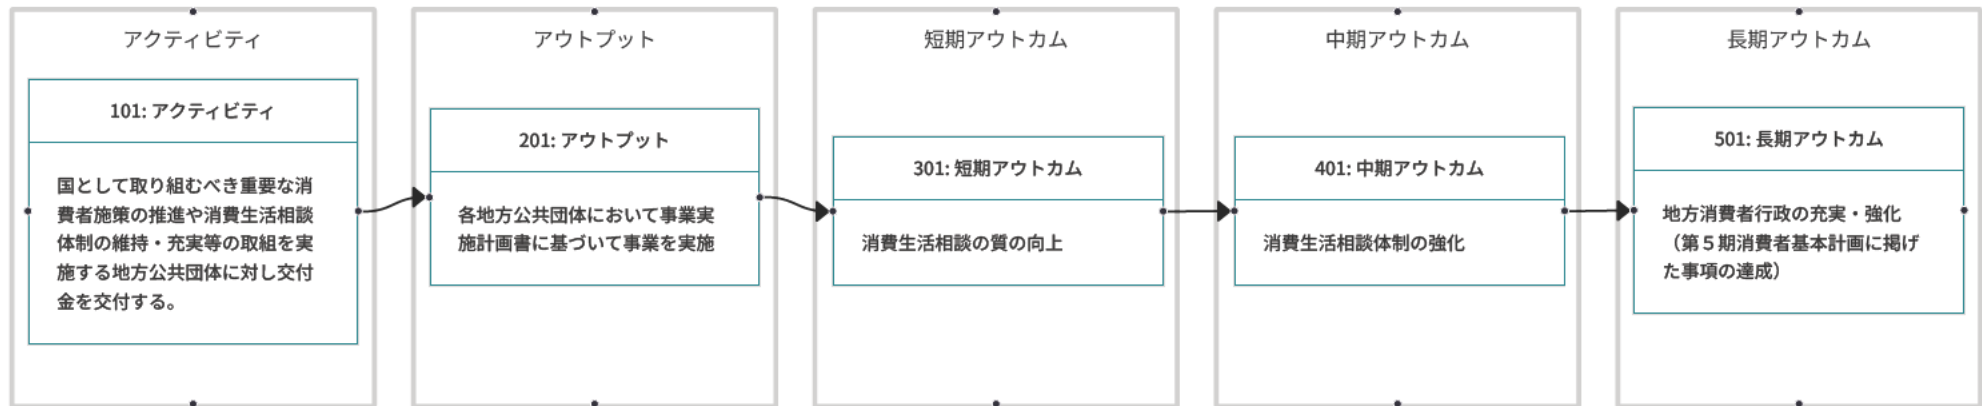 アクティビティ
101: アクティビティ
国として取り組むべき重要な消
費者施策の推進や消費生活相談
体制の維持・充実等の取組を実
施する地方公共団体に対し交付
金を交付する。
アウトプット
201: アウトプット
各地方公共団体において事業実
施計画書に基づいて事業を実施
短期アウトカム
301: 短期アウトカム
消費生活相談の質の向上
中期アウトカム
401: 中期アウトカム
消費生活相談体制の強化
長期アウトカム
501: 長期アウトカム
地方消費者行政の充実・強化
（第５期消費者基本計画に掲げ
た事項の達成）